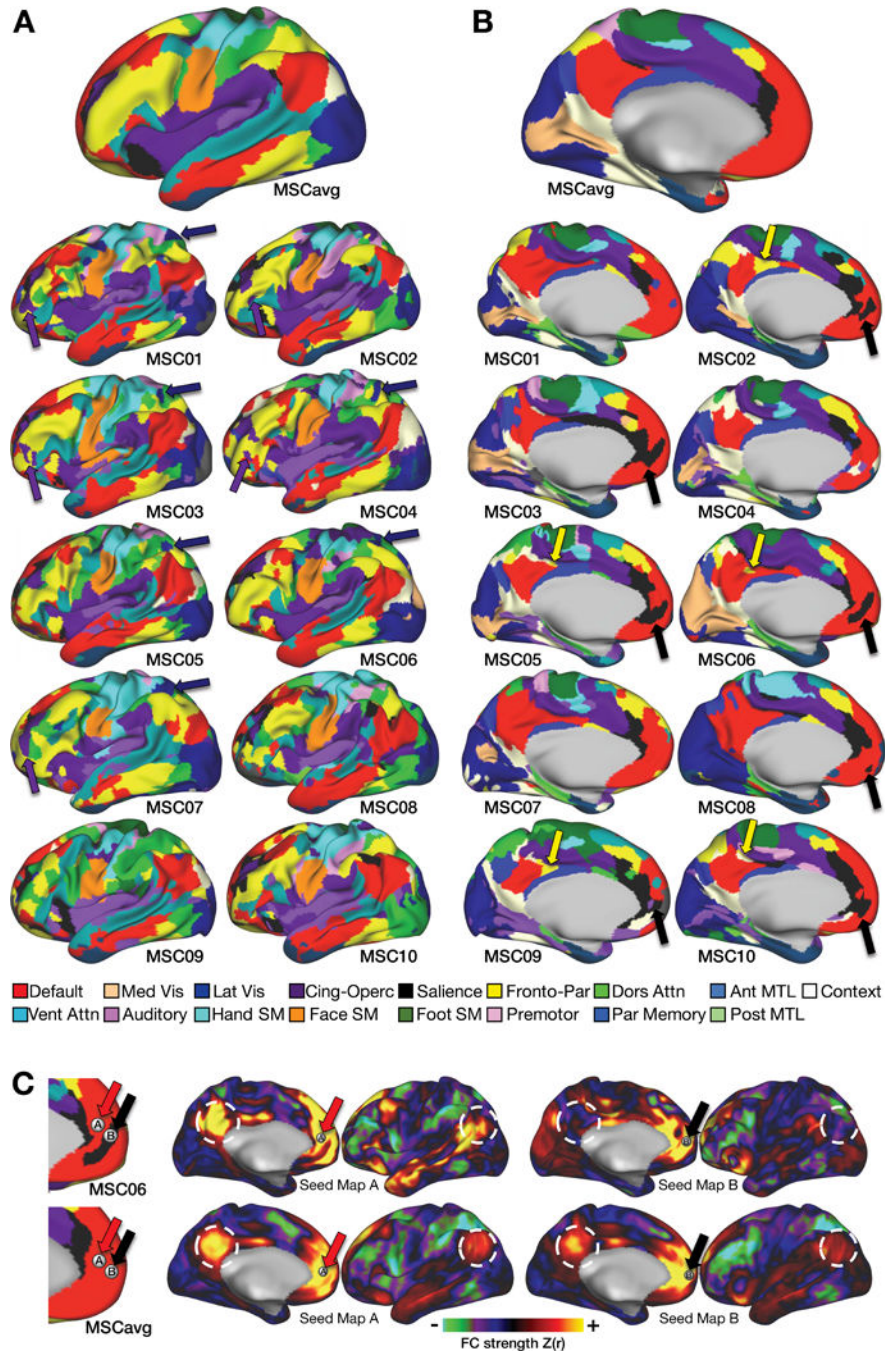 A B
MSCavg MSCavg
MSC01 MSC02 MSC01 MSC02
MSC03 MSC04 MSC03 MSC04
MSC05 MSC06 MSC05 MSC06
MSC07 MSC08 MSC07 MSC08
MSC09 MSC10 MSC09 MSC10
Default Med Vis Lat Vis Cing-Operc Salience Fronto-Par Dors Attn Ant MTL Context
Vent Attn Auditory Hand SM Face SM Foot SM Premotor Par Memory Post MTL
C
A
B
A
B
MSC06 Seed Map A Seed Map B
A
B
A
B
MSCavg Seed Map A Seed Map B
- +
FC strength Z(r)